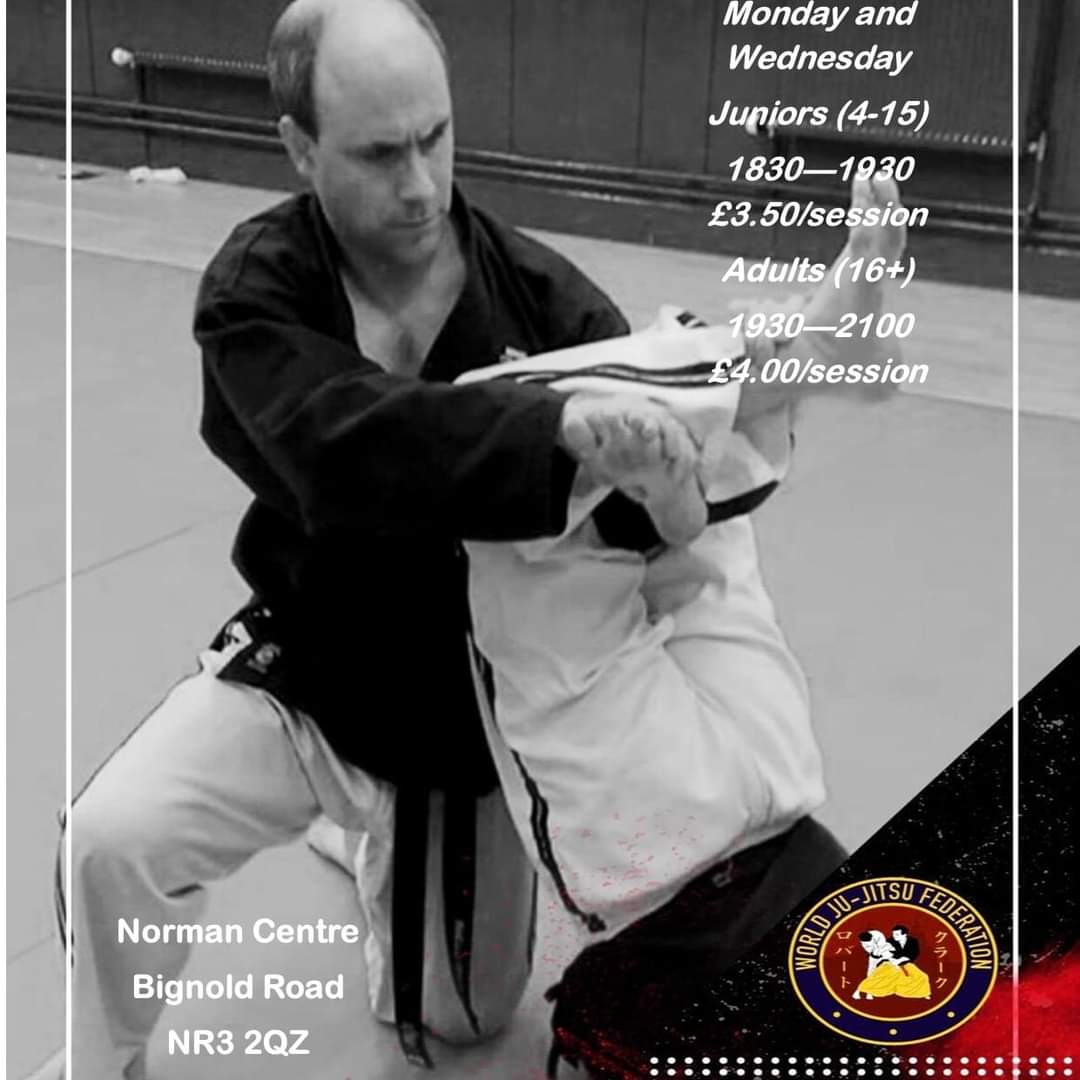 Monday and
Wednesday
Juniors (4-15)
1830—1930
£3.50/session
Adults (16+)
1930—2100
£4.00/session
Norman Centre
Bignold Road
NR3 2QZ
WORLD JU-JITSU FEDERATION
ロバート
クラーク